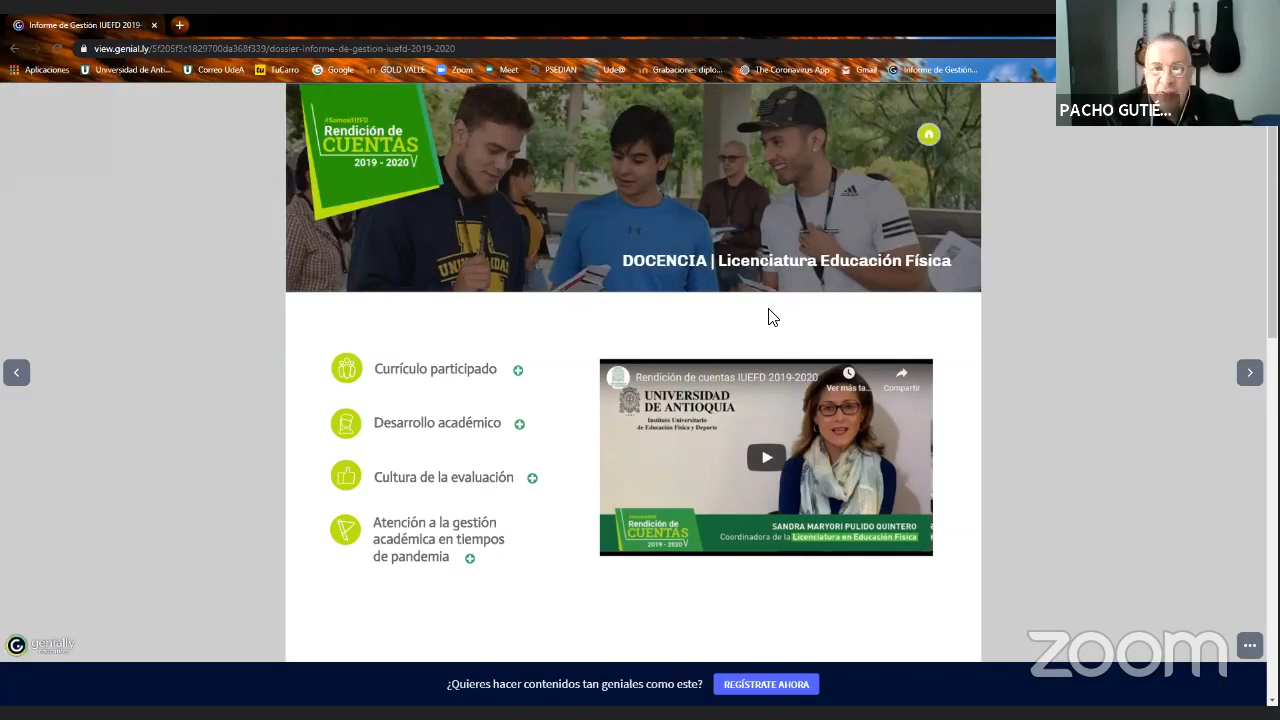 Informe de Gestión IUEFD 2019-
view.genial.ly/5f205f3c1829700da368f339/dossier-informe-de-gestion-iuefd-2019-2020
Aplicaciones
Universidad de Anti...
Correo UdeA
TuCarro
Google
GOLD VALLE
Zoom
Meet
PSEDIAN
Ude@
Grabaciones diplo...
The Coronavirus App
Gmail
Informe de Gestión...
PACHO GUTIÉ...
#SomosIUEFD
Rendición de
CUENTAS
2019 - 2020
DOCENCIA | Licenciatura Educación Física
Currículo participado
Desarrollo académico
Cultura de la evaluación
Atención a la gestión
académica en tiempos
de pandemia
Rendición de cuentas IUEFD 2019-2020
Ver más ta...
Compartir
UNIVERSIDAD
DE ANTIOQUIA
Instituto Universitario
de Educación Física y Deporte
Rendición de
CUENTAS
2019 - 2020
SANDRA MARYORI PULIDO QUINTERO
Coordinadora de la Licenciatura en Educación Física
genially
zoom
¿Quieres hacer contenidos tan geniales como este?
REGÍSTRATE AHORA